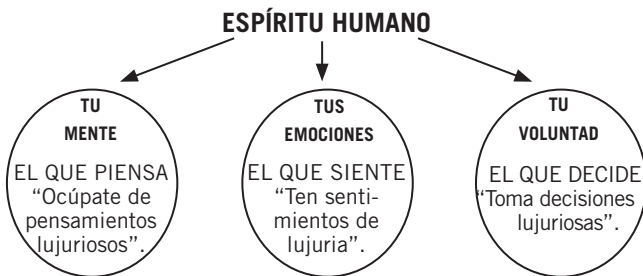 ESPÍRITU HUMANO
TU
MENTE
EL QUE PIENSA
“Ocúpate de
pensamientos
lujuriosos”.
TUS
EMOCIONES
EL QUE SIENTE
“Ten senti-
mientos de
lujuria”.
TU
VOLUNTAD
EL QUE DECIDE
“Toma decisiones
lujuriosas”.